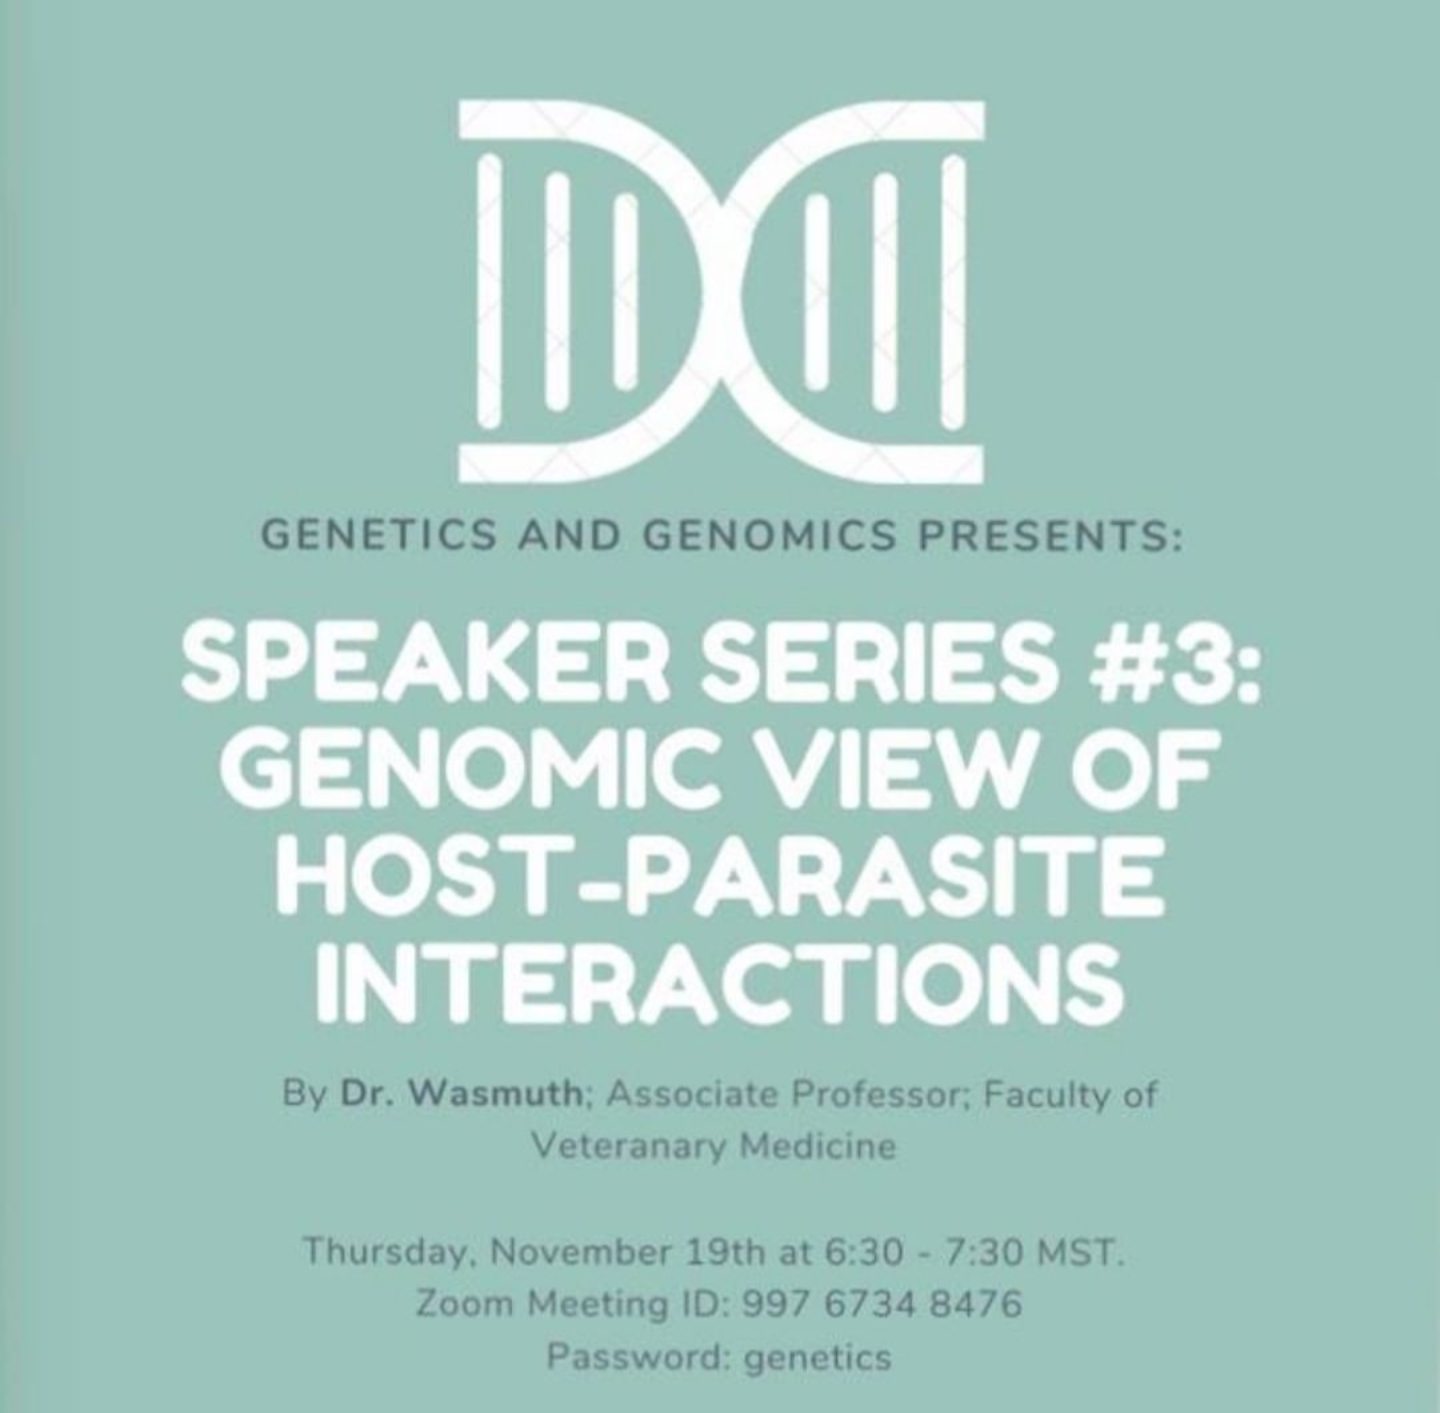 GENETICS AND GENOMICS PRESENTS:
SPEAKER SERIES #3:
GENOMIC VIEW OF
HOST-PARASITE
INTERACTIONS
By Dr. Wasmuth; Associate Professor; Faculty of
Veteranary Medicine
Thursday, November 19th at 6:30 - 7:30 MST.
Zoom Meeting ID: 997 6734 8476
Password: genetics